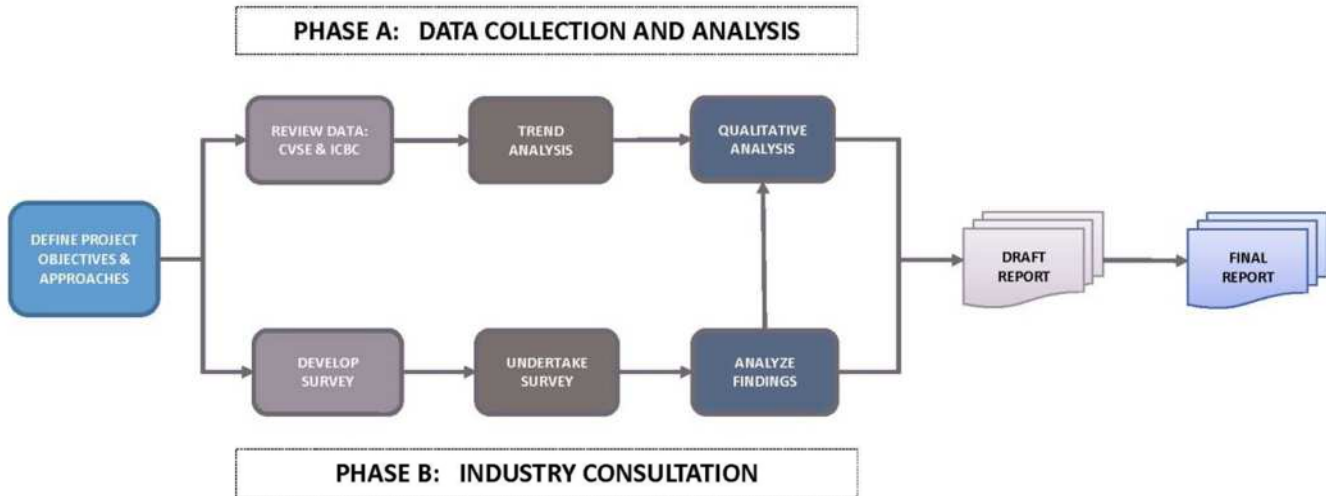 PHASE A: DATA COLLECTION AND ANALYSIS
REVIEW DATA:
CVSE & ICBC
TREND
ANALYSIS
QUALITATIVE
ANALYSIS
DEFINE PROJECT
OBJECTIVES &
APPROACHES
DRAFT
REPORT
FINAL
REPORT
DEVELOP
SURVEY
UNDERTAKE
SURVEY
ANALYZE
FINDINGS
PHASE B: INDUSTRY CONSULTATION